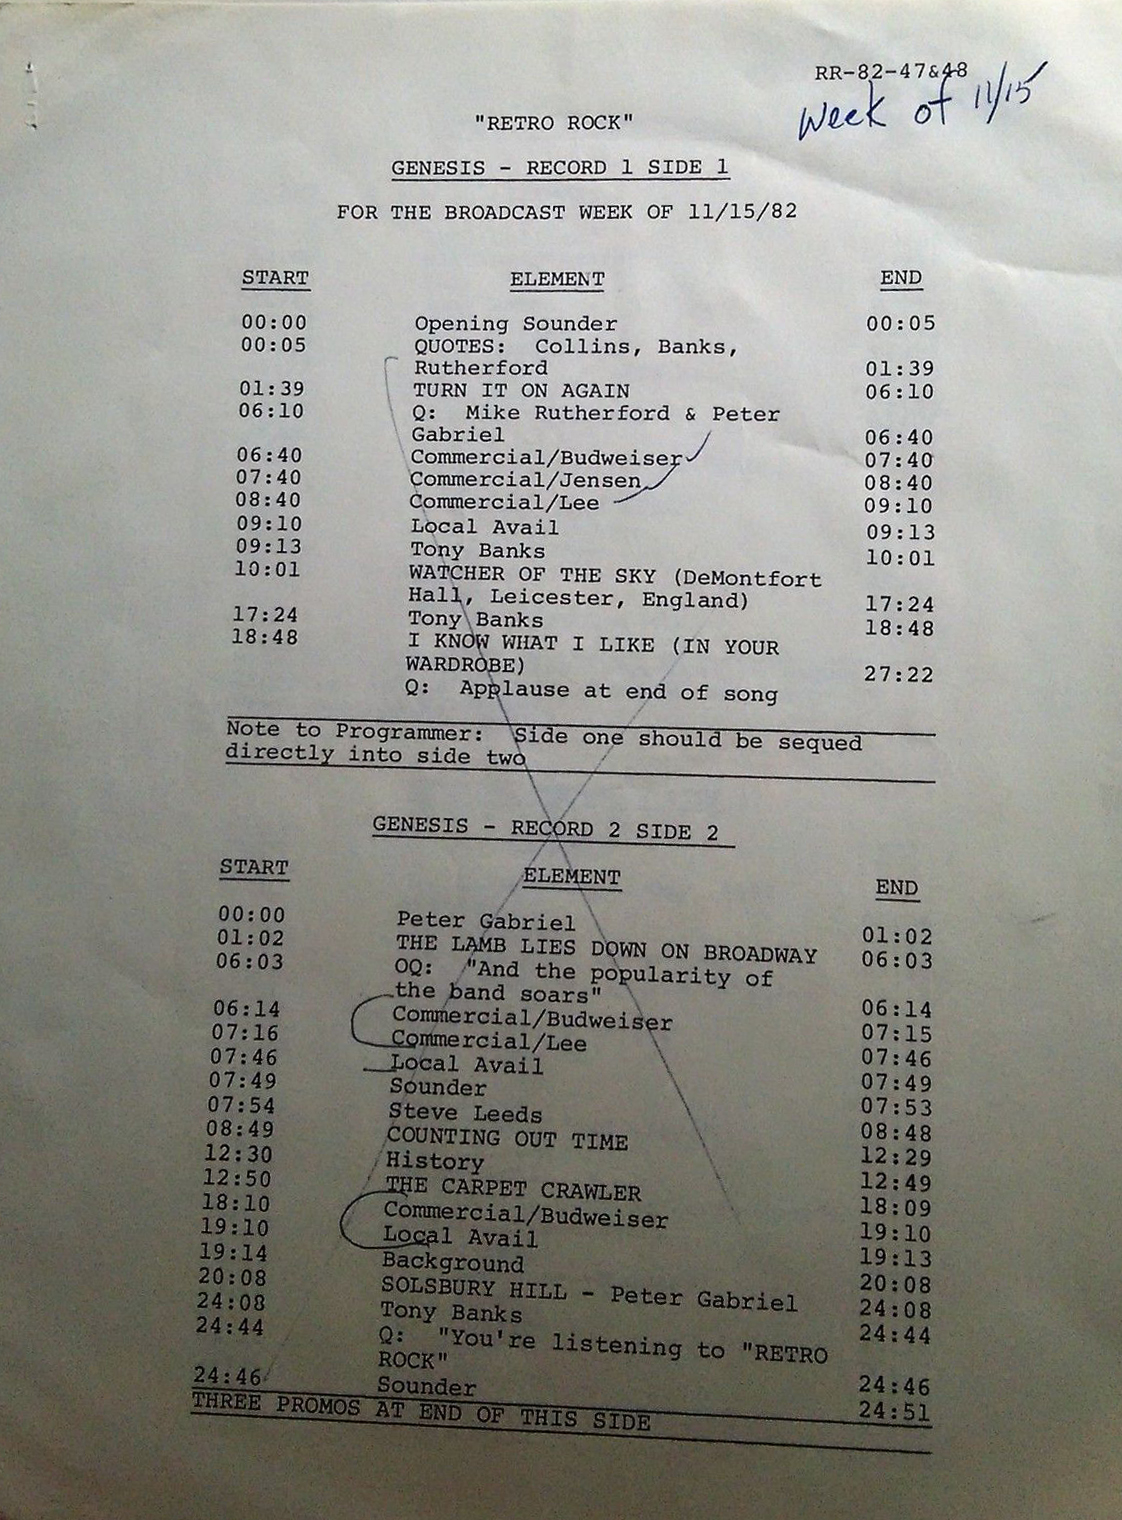 RR-82-47&48
Week of 11/15
"RETRO ROCK"
GENESIS - RECORD 1 SIDE 1
FOR THE BROADCAST WEEK OF 11/15/82
START ELEMENT END
00:00 Opening Sounder 00:05
00:05 QUOTES: Collins, Banks,
Rutherford 01:39
01:39 TURN IT ON AGAIN 06:10
06:10 Q: Mike Rutherford & Peter
Gabriel 06:40
06:40 Commercial/Budweiser 07:40
07:40 Commercial/Jensen 08:40
08:40 Commercial/Lee 09:10
09:10 Local Avail 09:13
09:13 Tony Banks 10:01
10:01 WATCHER OF THE SKY (DeMontfort
Hall, Leicester, England) 17:24
17:24 Tony Banks 18:48
18:48 I KNOW WHAT I LIKE (IN YOUR
WARDROBE) 27:22
Q: Applause at end of song
Note to Programmer: Side one should be sequed
directly into side two
GENESIS - RECORD 2 SIDE 2
START ELEMENT END
00:00 Peter Gabriel 01:02
01:02 THE LAMB LIES DOWN ON BROADWAY 06:03
06:03 OQ: "And the popularity of
the band soars" 06:14
06:14 Commercial/Budweiser 07:15
07:16 Commercial/Lee 07:46
07:46 Local Avail 07:49
07:49 Sounder 07:53
07:54 Steve Leeds 08:48
08:49 COUNTING OUT TIME 12:29
12:30 History 12:49
12:50 THE CARPET CRAWLER 18:09
18:10 Commercial/Budweiser 19:10
19:10 Local Avail 19:13
19:14 Background 20:08
20:08 SOLSBURY HILL - Peter Gabriel 24:08
24:08 Tony Banks 24:44
24:44 Q: "You're listening to "RETRO
ROCK" 24:46
24:46 Sounder 24:51
THREE PROMOS AT END OF THIS SIDE